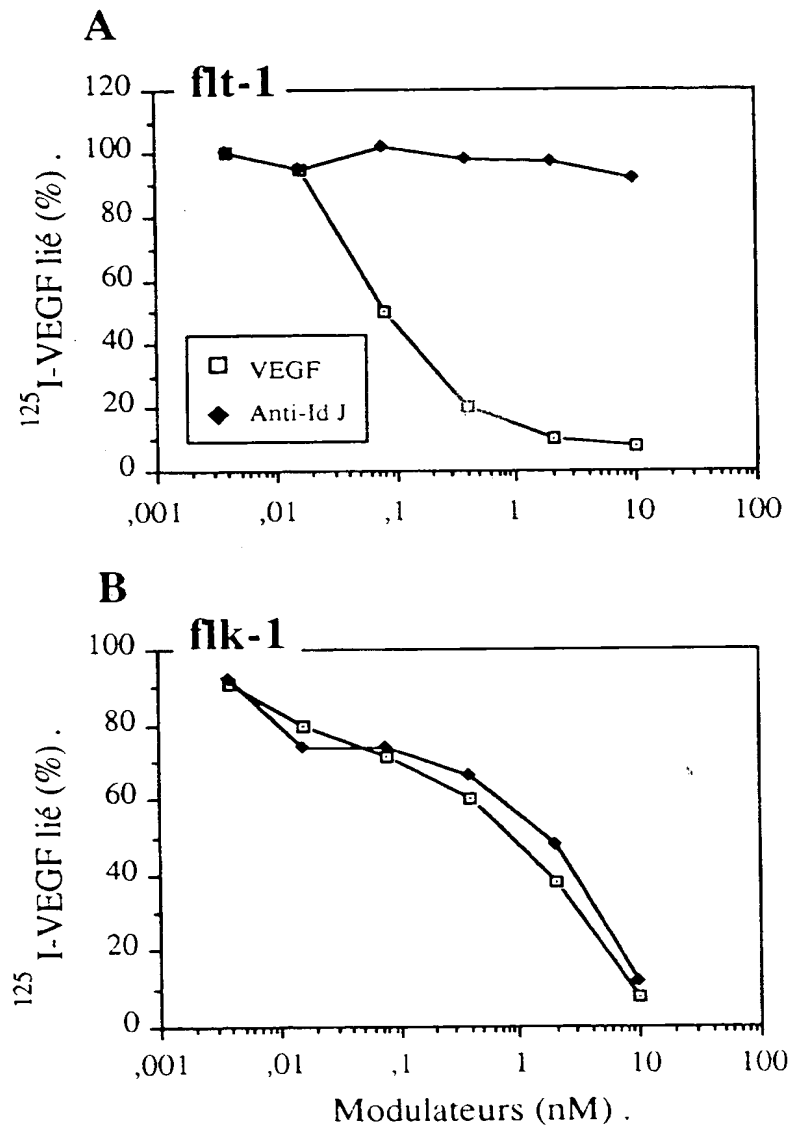 A
flt-1
120
100
80
60
40
20
0
125I-VEGF lié (%) .
VEGF
Anti-Id J
,001 ,01 ,1 1 10 100
B
flk-1
100
80
60
40
20
0
125I-VEGF lié (%) .
,001 ,01 ,1 1 10 100
Modulateurs (nM) .